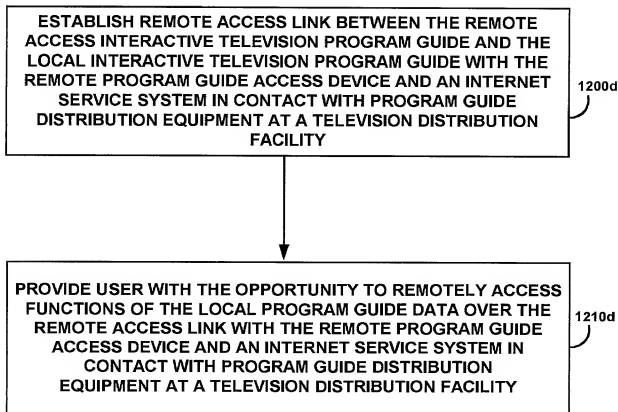 ESTABLISH REMOTE ACCESS LINK BETWEEN THE REMOTE
ACCESS INTERACTIVE TELEVISION PROGRAM GUIDE AND THE
LOCAL INTERACTIVE TELEVISION PROGRAM GUIDE WITH THE
REMOTE PROGRAM GUIDE ACCESS DEVICE AND AN INTERNET
SERVICE SYSTEM IN CONTACT WITH PROGRAM GUIDE
DISTRIBUTION EQUIPMENT AT A TELEVISION DISTRIBUTION
FACILITY
1200d
PROVIDE USER WITH THE OPPORTUNITY TO REMOTELY ACCESS
FUNCTIONS OF THE LOCAL PROGRAM GUIDE DATA OVER THE
REMOTE ACCESS LINK WITH THE REMOTE PROGRAM GUIDE
ACCESS DEVICE AND AN INTERNET SERVICE SYSTEM IN
CONTACT WITH PROGRAM GUIDE DISTRIBUTION
EQUIPMENT AT A TELEVISION DISTRIBUTION FACILITY
1210d